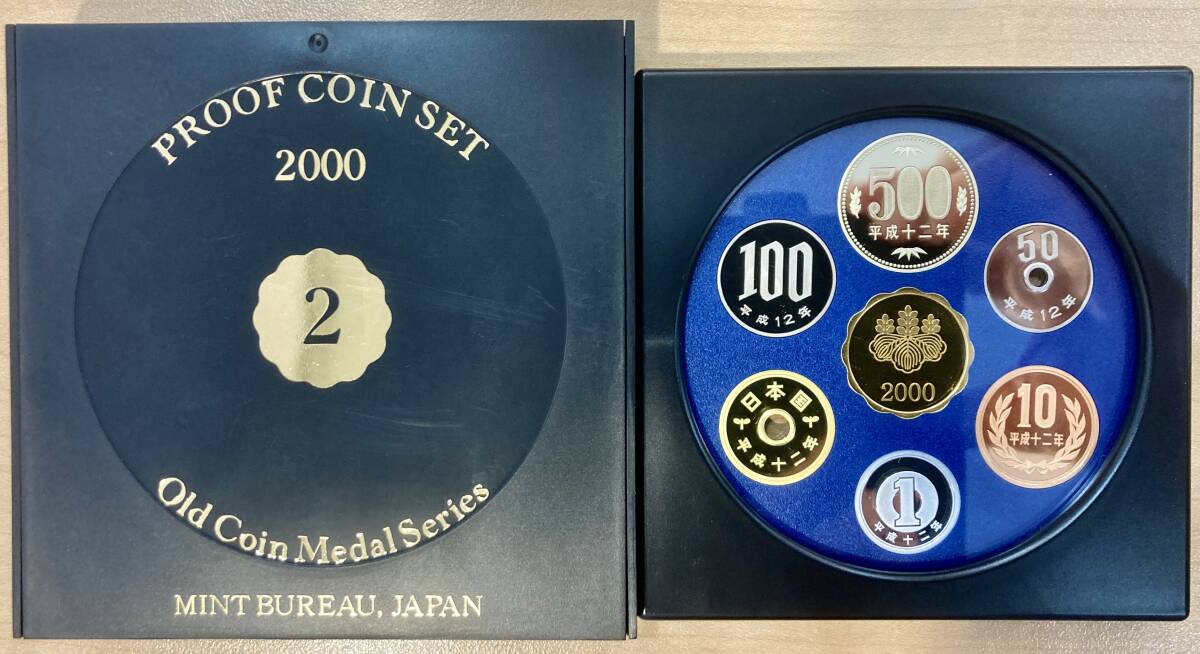 PROOF COIN SET
2000
2
Old Coin Medal Series
MINT BUREAU, JAPAN
500
平成十二年
100
平成12年
50
平成12年
2000
日本国
平成十二年
10
平成十二年
1
平成十二年